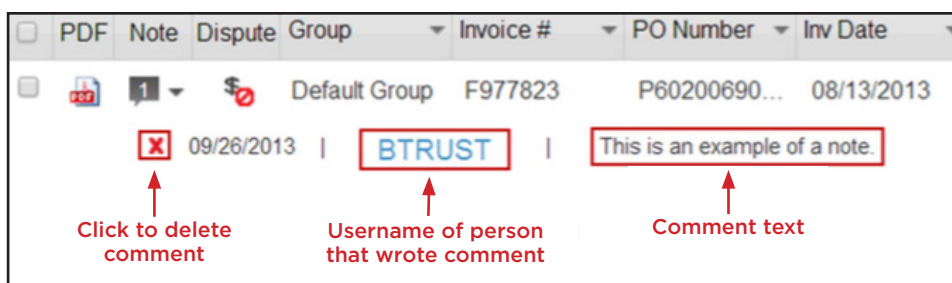 PDF Note Dispute Group Invoice # PO Number Inv Date
PDF 1 $ Default Group F977823 P60200690... 08/13/2013
X 09/26/2013 | BTRUST | This is an example of a note.
Click to delete comment
Username of person that wrote comment
Comment text